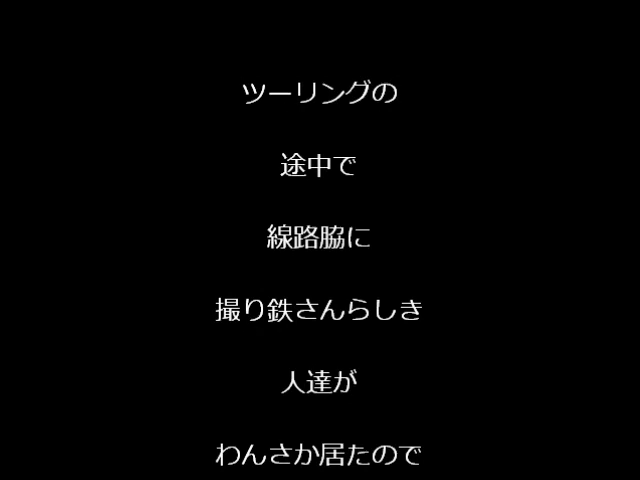 ツーリングの
途中で
線路脇に
撮り鉄さんらしき
人達が
わんさか居たので